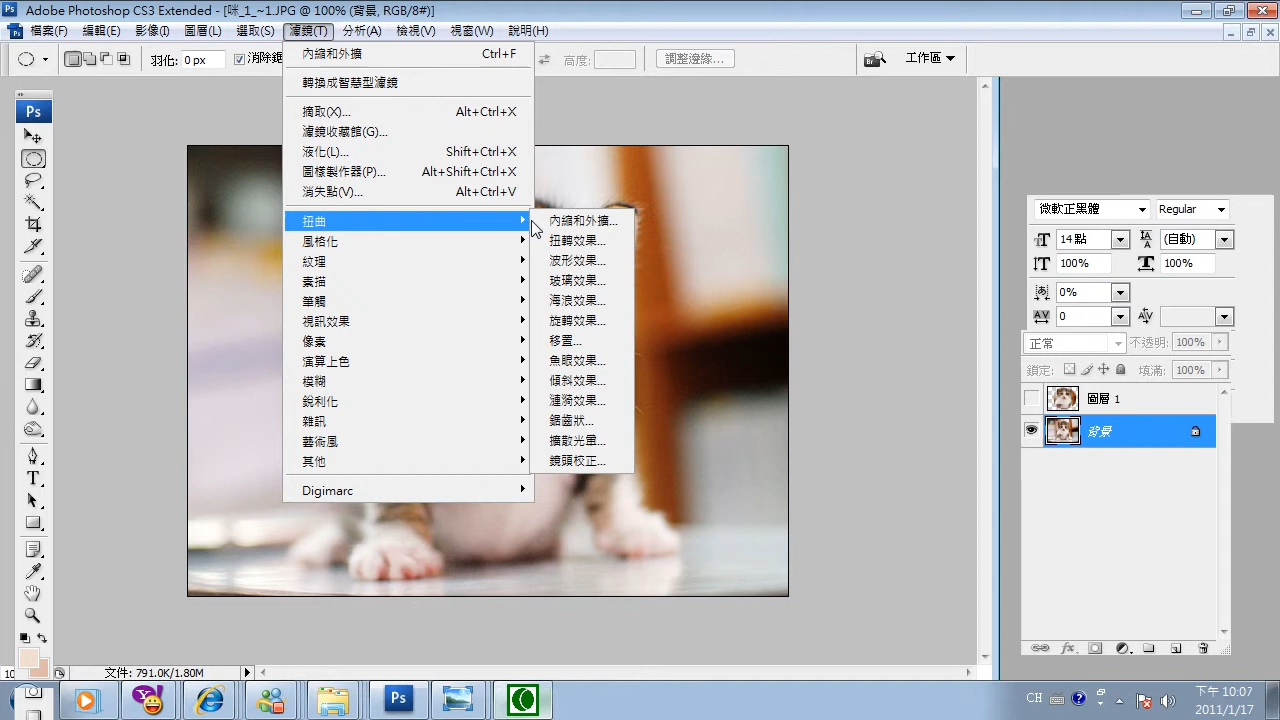 Adobe Photoshop CS3 Extended - [咪_1_~1.JPG @ 100% (背景, RGB/8#)]
檔案(F) 編輯(E) 影像(I) 圖層(L) 選取(S) 濾鏡(T) 分析(A) 檢視(V) 視窗(W) 說明(H)
羽化: 0 px 消除鋸 高度: 調整邊緣... Br 工作區
內縮和外擴 Ctrl+F
轉換成智慧型濾鏡
摘取(X)... Alt+Ctrl+X
濾鏡收藏館(G)...
液化(L)... Shift+Ctrl+X
圖樣製作器(P)... Alt+Shift+Ctrl+X
消失點(V)... Alt+Ctrl+V
扭曲
風格化
紋理
素描
筆觸
視訊效果
像素
演算上色
模糊
銳利化
雜訊
藝術風
其他
Digimarc
內縮和外擴...
扭轉效果...
波形效果...
玻璃效果...
海浪效果...
旋轉效果...
移置...
魚眼效果...
傾斜效果...
漣漪效果...
鋸齒狀...
擴散光暈...
鏡頭校正...
Ps
微軟正黑體 Regular
14 點 (自動)
100% 100%
0%
AV 0 AV
正常 不透明: 100%
鎖定: 填滿: 100%
圖層 1
背景
10 文件: 791.0K/1.80M
Ps
CH
下午 10:07
2011/1/17